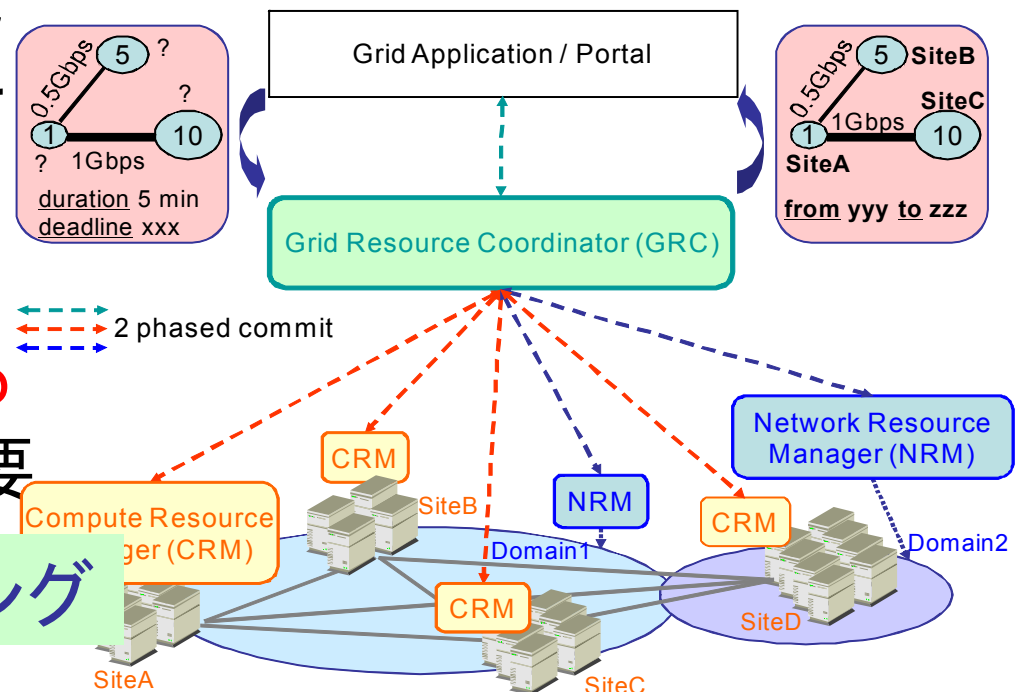 5
?
0.5Gbps
?
1
10
?
1Gbps
duration 5 min
deadline xxx
Grid Application / Portal
5
SiteB
0.5Gbps
SiteC
1Gbps
1
10
SiteA
from yyy to zzz
Grid Resource Coordinator (GRC)
2 phased commit
の
要
Network Resource
Manager (NRM)
CRM
SiteB
NRM
CRM
Compute Resource
ger (CRM)
Domain1
Domain2
ング
CRM
SiteD
SiteA
SiteC